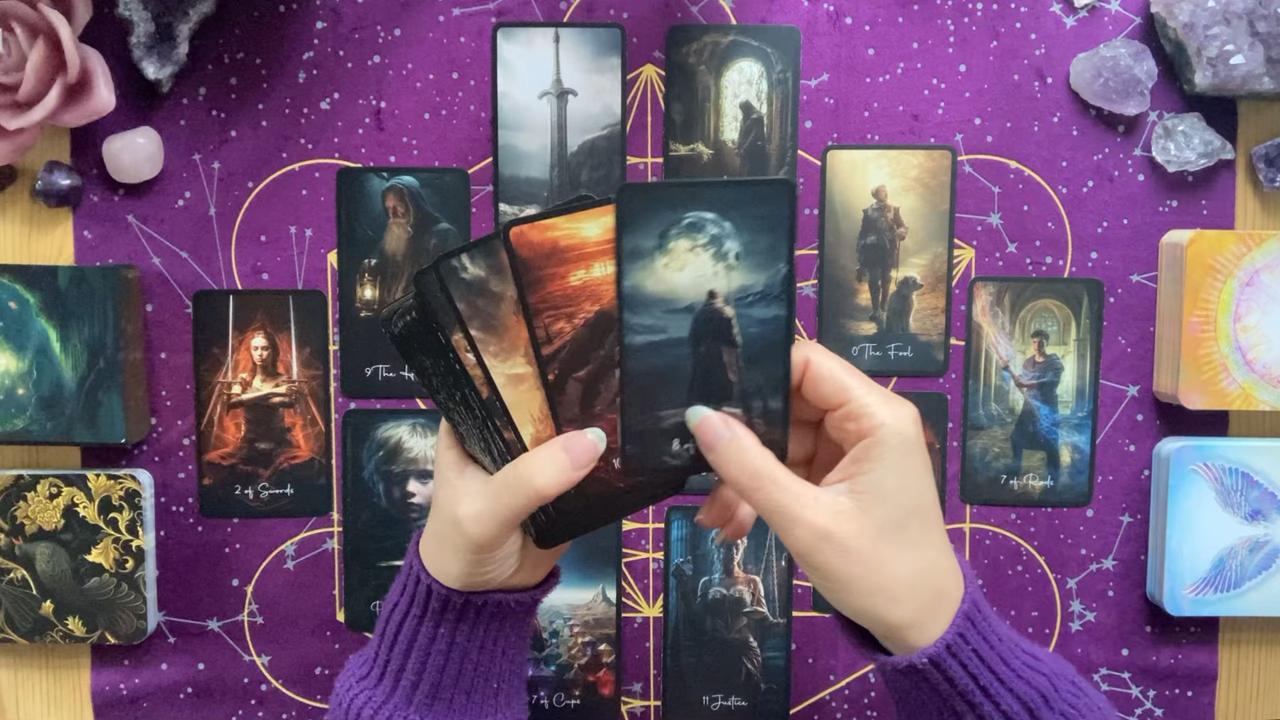 0 The Fool
9 The
2 of Swords
7 of Rods
7 of Cups
11 Justice